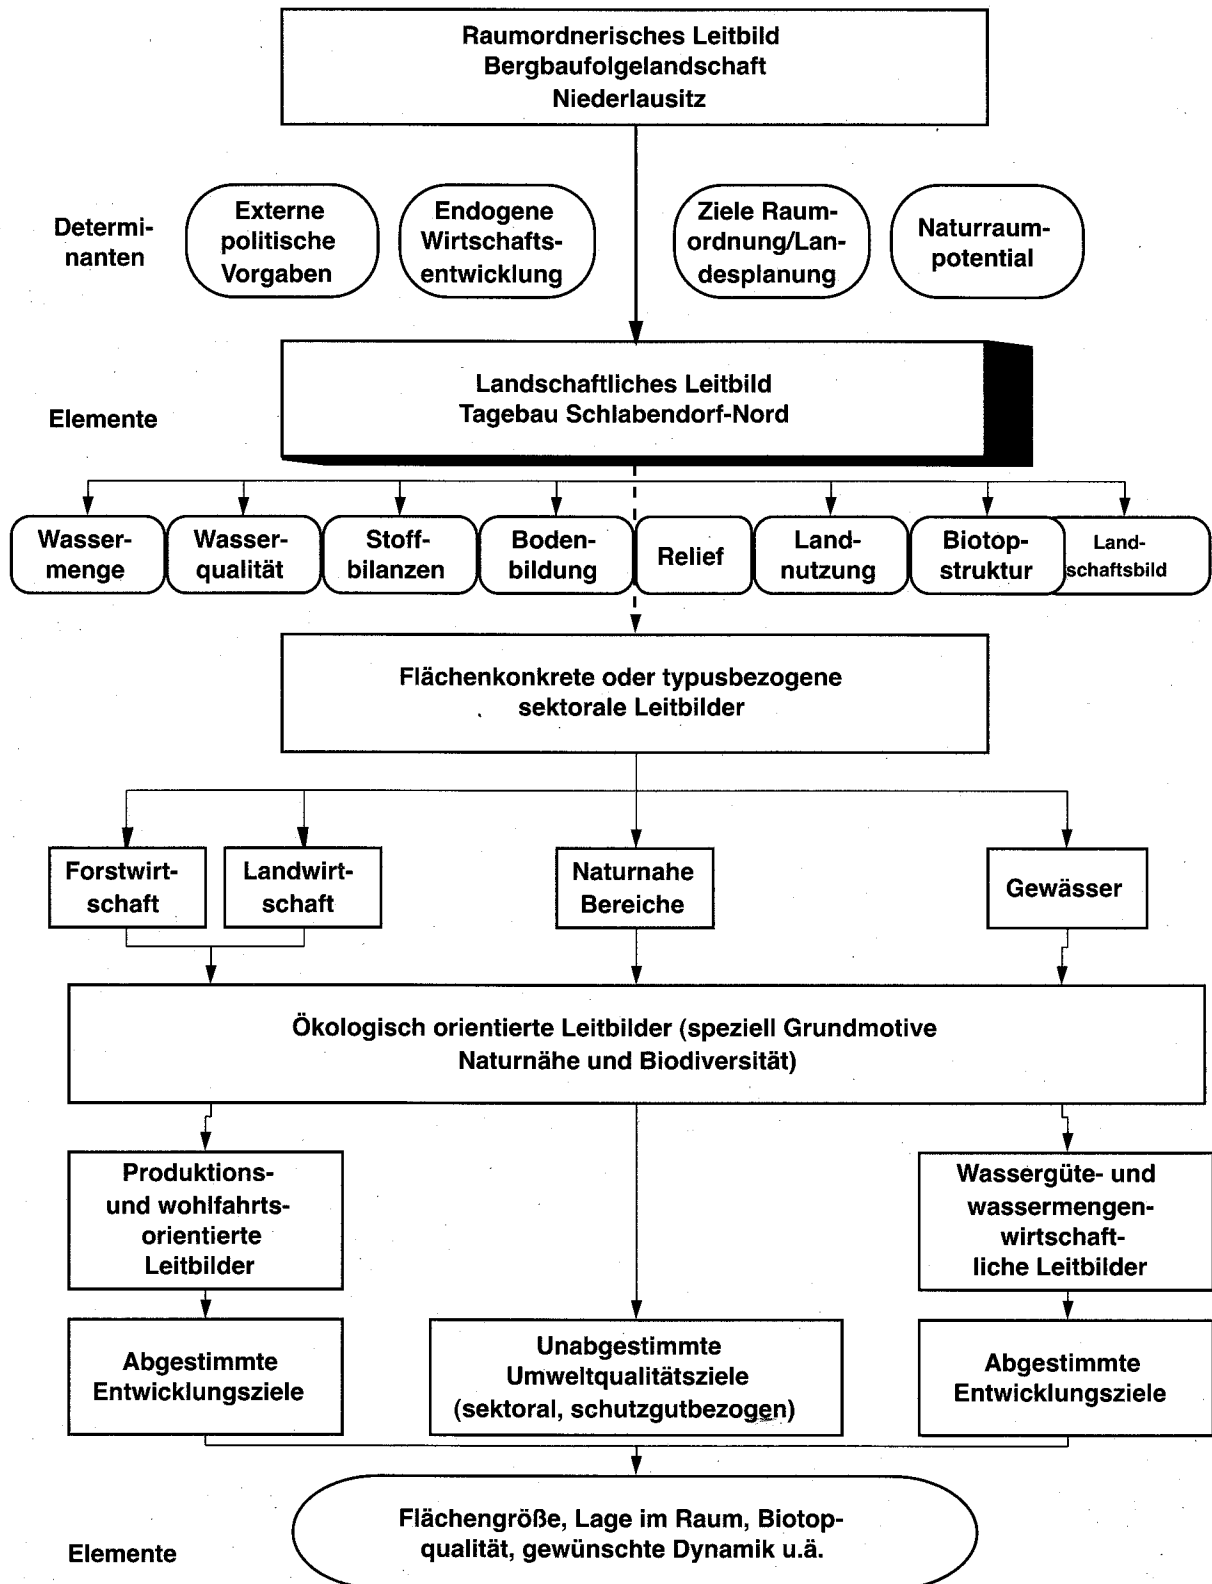 Raumordnerisches Leitbild
Bergbaufolgelandschaft
Niederlausitz
Determi-
nanten
Externe
politische
Vorgaben
Endogene
Wirtschafts-
entwicklung
Ziele Raum-
ordnung/Lan-
desplanung
Naturraum-
potential
Elemente
Landschaftliches Leitbild
Tagebau Schlabendorf-Nord
Wasser-
menge
Wasser-
qualität
Stoff-
bilanzen
Boden-
bildung
Relief
Land-
nutzung
Biotop-
struktur
Land-
schaftsbild
Flächenkonkrete oder typusbezogene
sektorale Leitbilder
Forstwirt-
schaft
Landwirt-
schaft
Naturnahe
Bereiche
Gewässer
Ökologisch orientierte Leitbilder (speziell Grundmotive
Naturnähe und Biodiversität)
Produktions-
und wohlfahrts-
orientierte
Leitbilder
Wassergüte- und
wassermengen-
wirtschaft-
liche Leitbilder
Abgestimmte
Entwicklungsziele
Unabgestimmte
Umweltqualitätsziele
(sektoral, schutzgutbezogen)
Abgestimmte
Entwicklungsziele
Elemente
Flächengröße, Lage im Raum, Biotop-
qualität, gewünschte Dynamik u.ä.